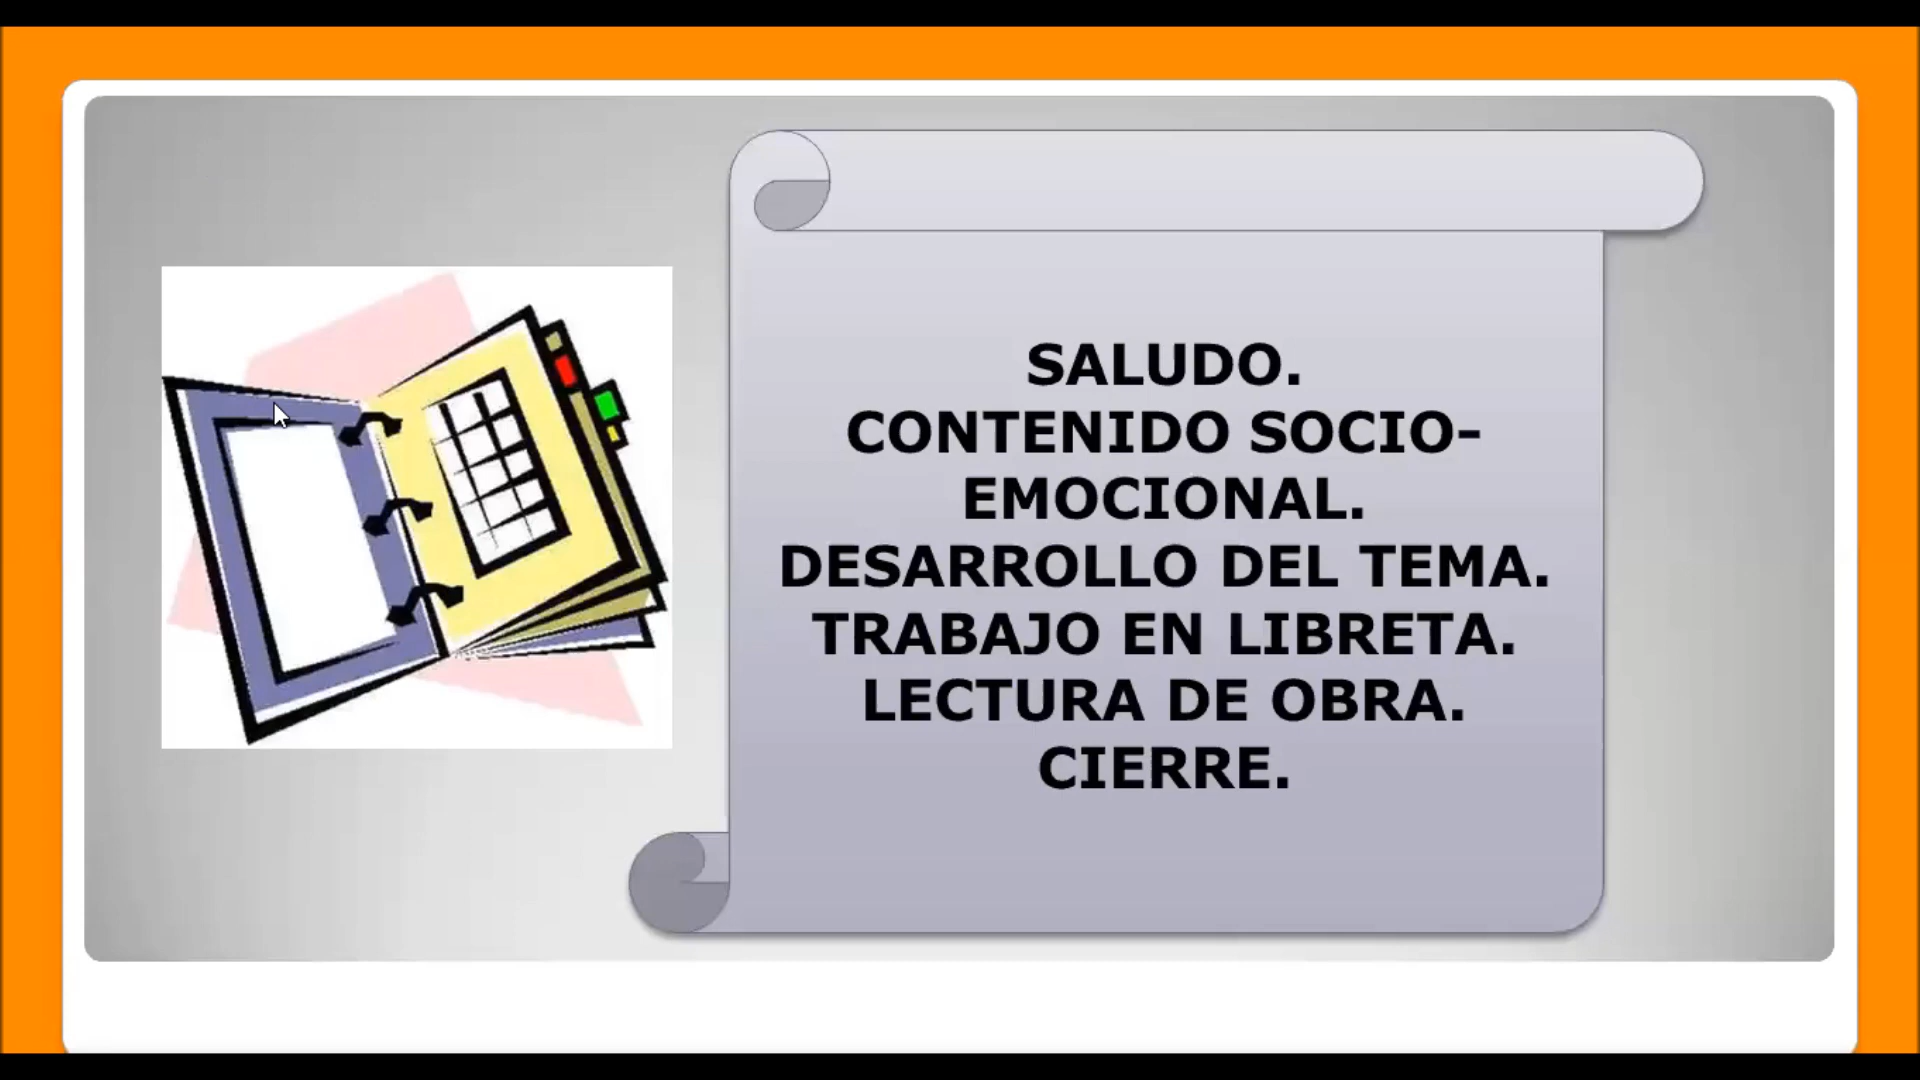 SALUDO.
CONTENIDO SOCIO-
EMOCIONAL.
DESARROLLO DEL TEMA.
TRABAJO EN LIBRETA.
LECTURA DE OBRA.
CIERRE.